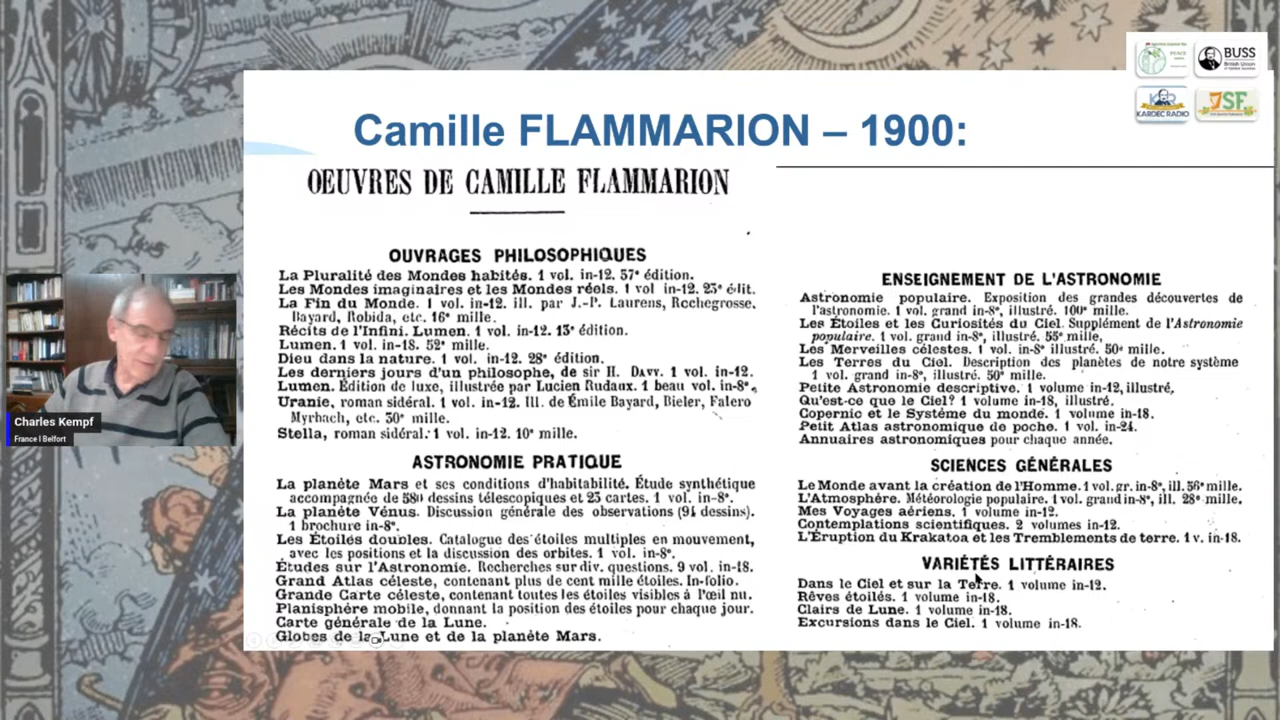 Camille FLAMMARION – 1900:
OEUVRES DE CAMILLE FLAMMARION
OUVRAGES PHILOSOPHIQUES
La Pluralité des Mondes habités. 1 vol. in-12. 37e édition.
Les Mondes imaginaires et les Mondes réels. 1 vol in-12. 23e édit.
La Fin du Monde. 1 vol. in-12. ill. par J.-P. Laurens, Rochegrosse,
Bayard, Robida, etc. 16e mille.
Récits de l'Infini. Lumen. 1 vol. in-12. 13e édition.
Lumen. 1 vol. in-18. 52e mille.
Dieu dans la nature. 1 vol. in-12. 28e édition.
Les derniers jours d'un philosophe, de sir H. Davy. 1 vol. in-12.
Lumen. Édition de luxe, illustrée par Lucien Rudaux. 1 beau vol. in-8e.
Uranie, roman sidéral. 1 vol. in-12. Ill. de Émile Bayard, Bieler, Falero
Myrbach, etc. 30e mille.
Stella, roman sidéral. 1 vol. in-12. 10e mille.
ASTRONOMIE PRATIQUE
La planète Mars et ses conditions d'habitabilité. Étude synthétique
accompagnée de 580 dessins télescopiques et 23 cartes. 1 vol. in-8e.
La planète Vénus. Discussion générale des observations (94 dessins).
1 brochure in-8e.
Les Étoiles doubles. Catalogue des étoiles multiples en mouvement,
avec les positions et la discussion des orbites. 1 vol. in-8e.
Études sur l'Astronomie. Recherches sur div. questions. 9 vol. in-18.
Grand Atlas céleste, contenant plus de cent mille étoiles. In-folio.
Grande Carte céleste, contenant toutes les étoiles visibles à l'œil nu.
Planisphère mobile, donnant la position des étoiles pour chaque jour.
Carte générale de la Lune.
Globes de la Lune et de la planète Mars.
ENSEIGNEMENT DE L'ASTRONOMIE
Astronomie populaire. Exposition des grandes découvertes de
l'astronomie. 1 vol. grand in-8e, illustré. 100e mille.
Les Étoiles et les Curiosités du Ciel. Supplément de l'Astronomie
populaire. 1 vol. grand in-8e, illustré. 55e mille,
Les Merveilles célestes. 1 vol. in-8e illustré. 50e mille.
Les Terres du Ciel. Description des planètes de notre système
1 vol. grand in-8e, illustré. 50e mille.
Petite Astronomie descriptive. 1 volume in-12, illustré,
Qu'est-ce que le Ciel? 1 volume in-18, illustré.
Copernic et le Système du monde. 1 volume in-18.
Petit Atlas astronomique de poche. 1 vol. in-24.
Annuaires astronomiques pour chaque année.
SCIENCES GÉNÉRALES
Le Monde avant la création de l'Homme. 1 vol. gr. in-8e, ill. 56e mille.
L'Atmosphère. Météorologie populaire. 1 vol. grand in-8e, ill. 28e mille.
Mes Voyages aériens. 1 volume in-12.
Contemplations scientifiques. 2 volumes in-12.
L'Éruption du Krakatoa et les Tremblements de terre. 1 v. in-18.
VARIÉTÉS LITTÉRAIRES
Dans le Ciel et sur la Terre. 1 volume in-12.
Rêves étoilés. 1 volume in-18.
Clairs de Lune. 1 volume in-18.
Excursions dans le Ciel. 1 volume in-18.
Charles Kempf
France | Belfort
PEACE
BUSS
British Union
KARDEC RADIO
JSF